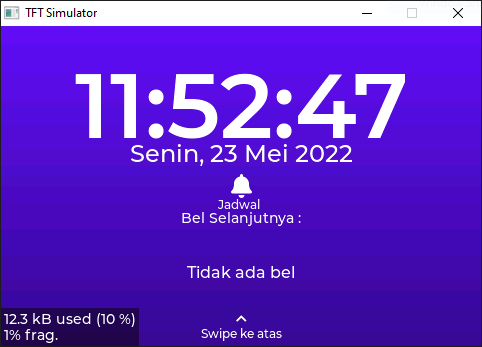 TFT Simulator
11:52:47
Senin, 23 Mei 2022
Jadwal
Bel Selanjutnya :
Tidak ada bel
12.3 kB used (10 %)
1% frag.
Swipe ke atas